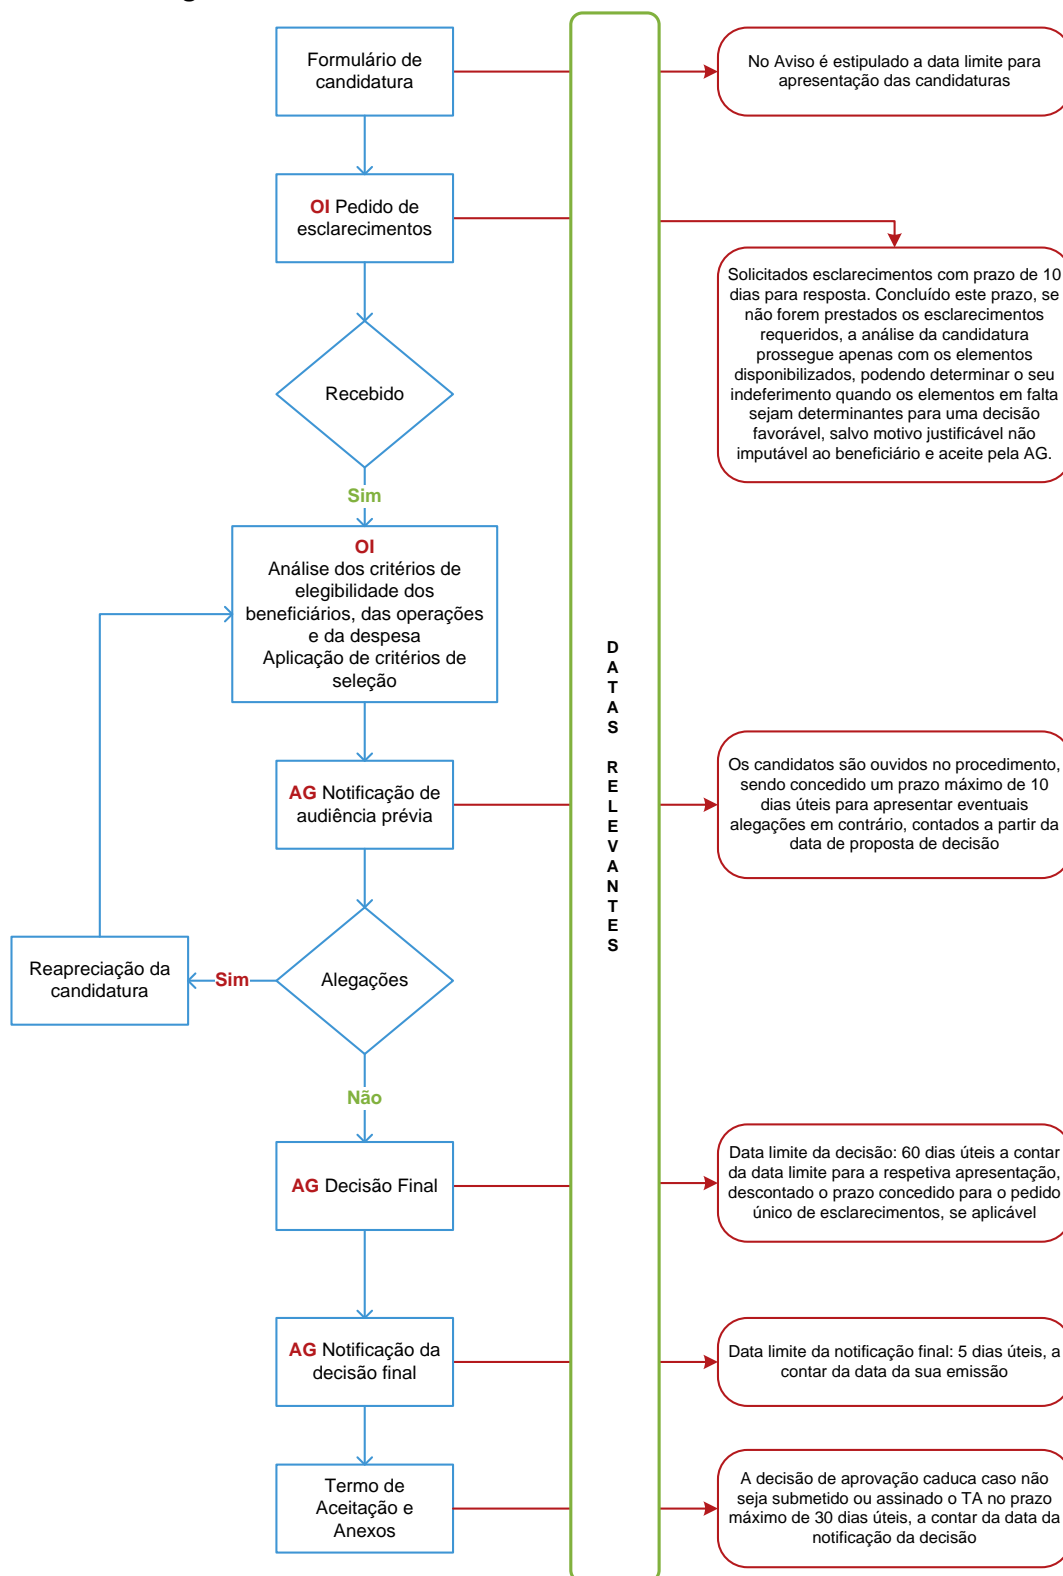 Formulário de
candidatura
No Aviso é estipulado a data limite para
apresentação das candidaturas
OI Pedido de
esclarecimentos
Solicitados esclarecimentos com prazo de 10
dias para resposta. Concluído este prazo, se
não forem prestados os esclarecimentos
requeridos, a análise da candidatura
prossegue apenas com os elementos
disponibilizados, podendo determinar o seu
indeferimento quando os elementos em falta
sejam determinantes para uma decisão
favorável, salvo motivo justificável não
imputável ao beneficiário e aceite pela AG.
Recebido
Sim
OI
Análise dos critérios de
elegibilidade dos
beneficiários, das operações
e da despesa
Aplicação de critérios de
seleção
DATAS RELEVANTES
AG Notificação de
audiência prévia
Os candidatos são ouvidos no procedimento,
sendo concedido um prazo máximo de 10
dias úteis para apresentar eventuais
alegações em contrário, contados a partir da
data de proposta de decisão
Reapreciação da
candidatura
Sim
Alegações
Não
AG Decisão Final
Data limite da decisão: 60 dias úteis a contar
da data limite para a respetiva apresentação,
descontado o prazo concedido para o pedido
único de esclarecimentos, se aplicável
AG Notificação da
decisão final
Data limite da notificação final: 5 dias úteis, a
contar da data da sua emissão
Termo de
Aceitação e
Anexos
A decisão de aprovação caduca caso não
seja submetido ou assinado o TA no prazo
máximo de 30 dias úteis, a contar da data da
notificação da decisão